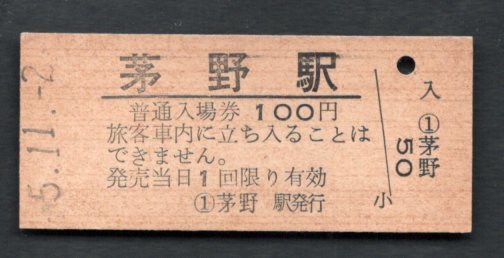 茅野駅
普通入場券 100円
旅客車内に立ち入ることは
できません。
発売当日1回限り有効
①茅野 駅発行
入 ①茅野
50
小
5.11.-2